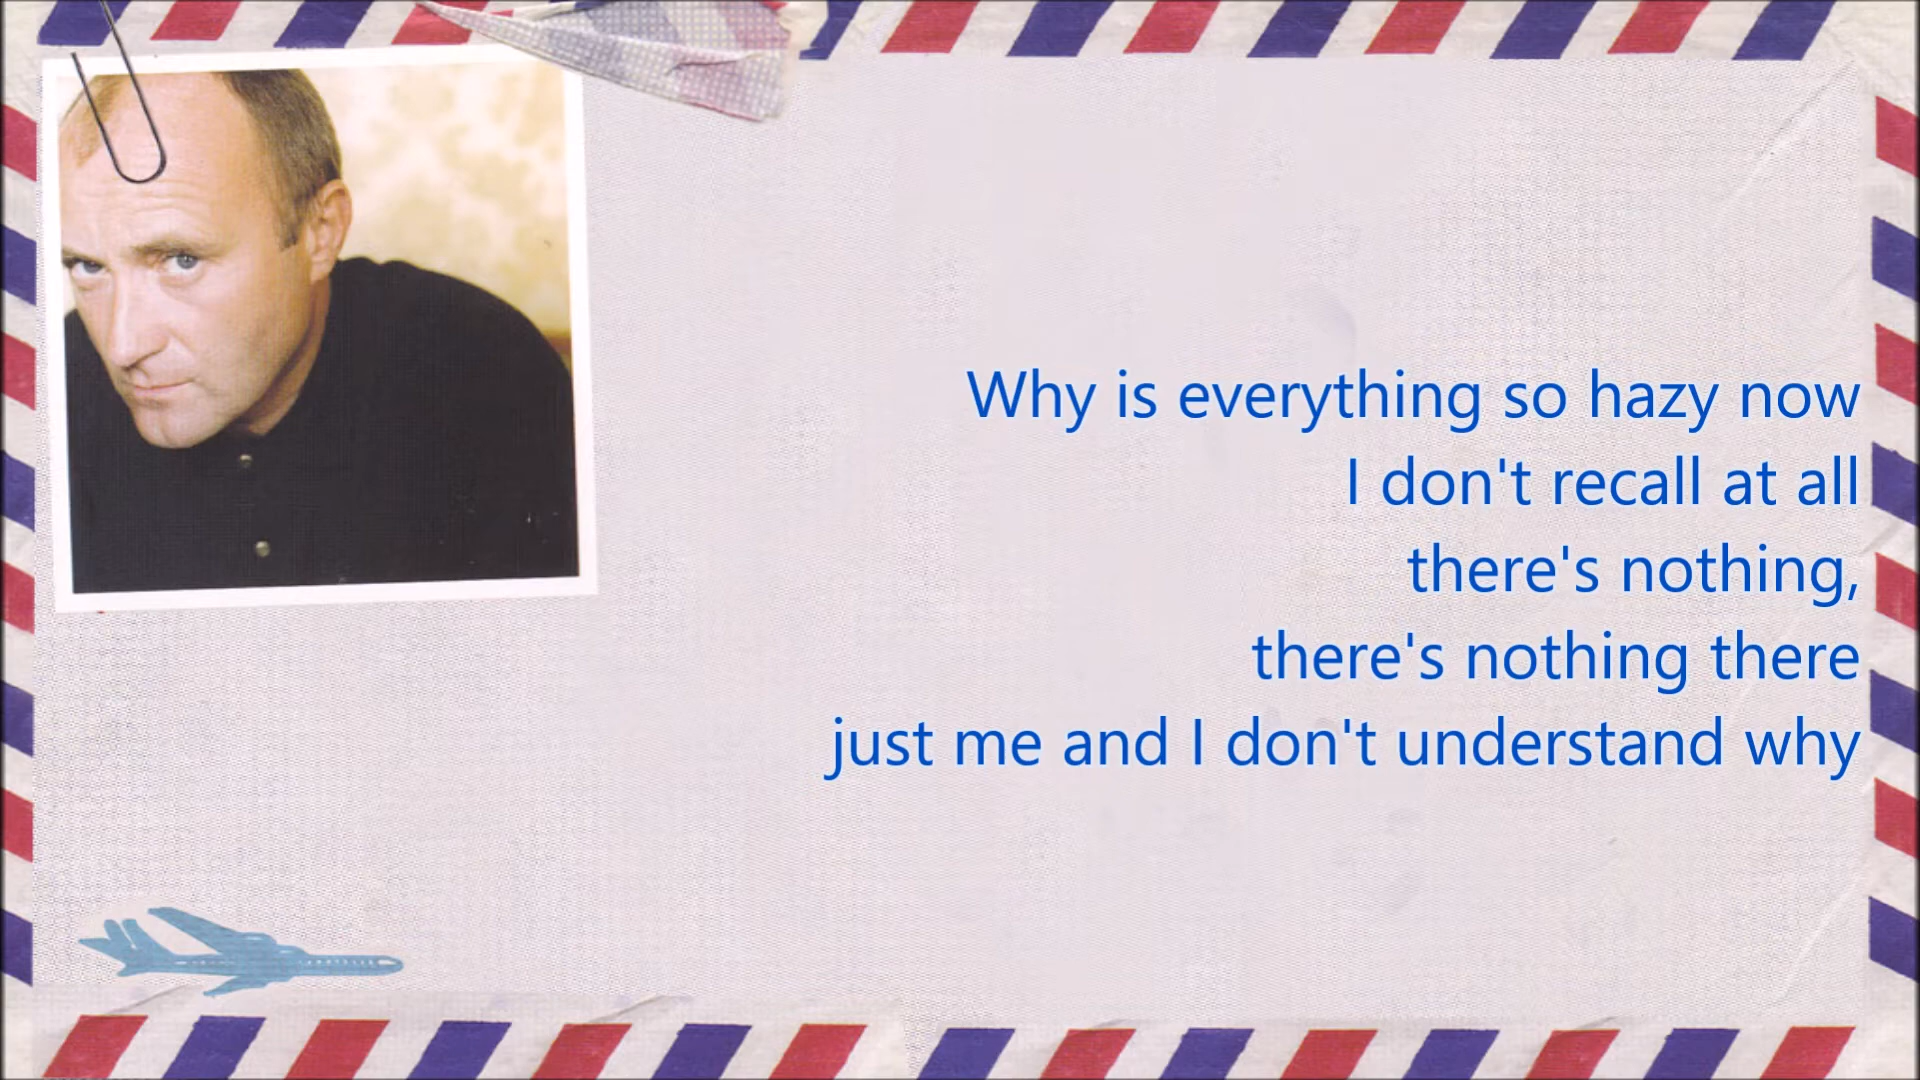 Why is everything so hazy now
I don't recall at all
there's nothing,
there's nothing there
just me and I don't understand why